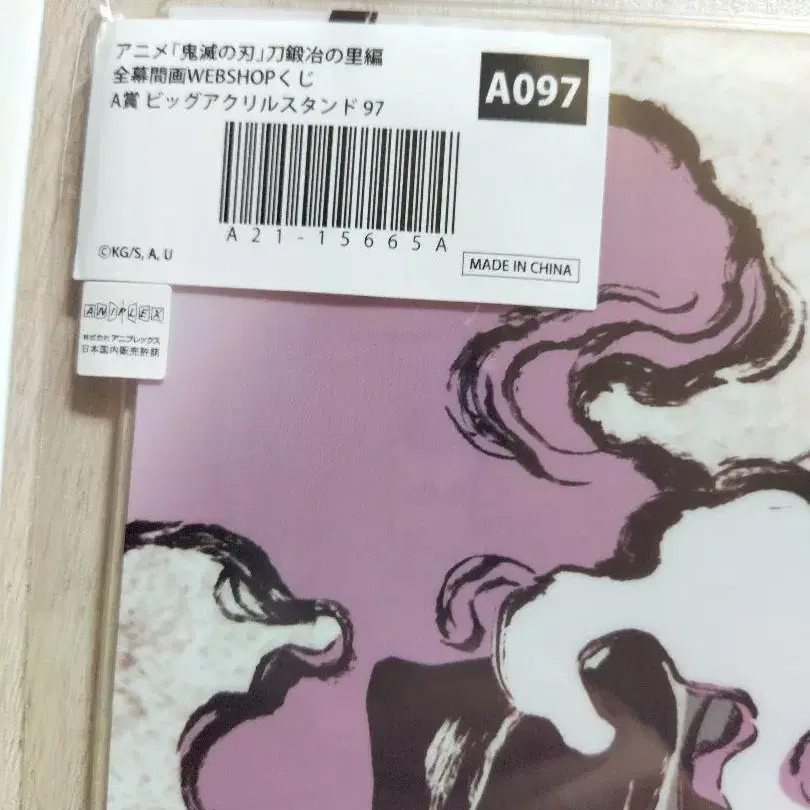 アニメ「鬼滅の刃」刀鍛冶の里編
全幕間画WEBSHOPくじ
A賞 ビッグアクリルスタンド 97
A097
A21-15665A
©KG/S, A, U
MADE IN CHINA
ANIPLEX
株式会社アニプレックス
日本国内販売許諾